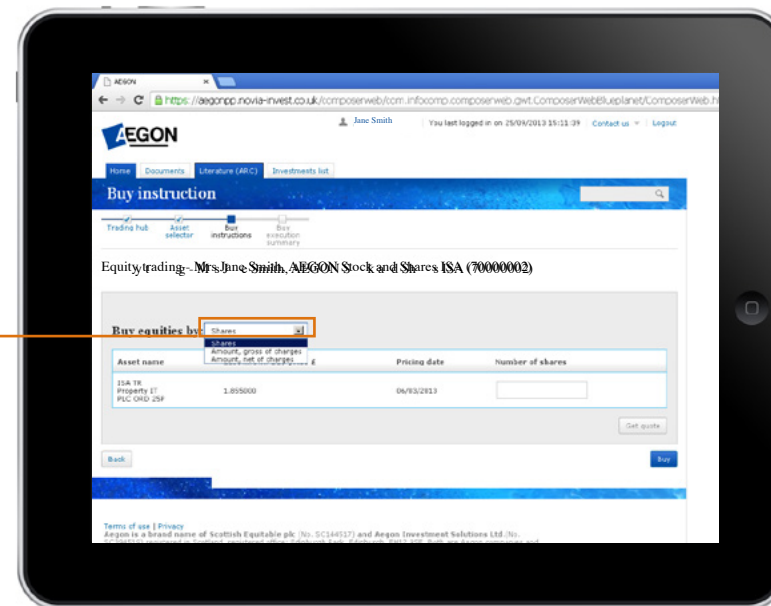 AEGON
https://aegonpp.novia-invest.co.uk/composerweb/com.infocomp.composerweb.gwt.ComposerWebBlueplanet/ComposerWeb.h
AEGON
Jane Smith
You last logged in on 25/09/2013 15:11:39
Contact us
Logout
Home
Documents
Literature (ARC)
Investments list
Buy instruction
Trading hub
Asset selector
Buy instructions
Buy execution summary
Equity trading - Mrs Jane Smith, AEGON Stock and Shares ISA (70000002)
Buy equities by: Shares
Shares
Amount, gross of charges
Amount, net of charges
Asset name
£
Pricing date
Number of shares
ISA TR
Property IT
PLC ORD 25P
1.855000
06/03/2013
Get quote
Back
Buy
Terms of use | Privacy
Aegon is a brand name of Scottish Equitable plc (No. SC144517) and Aegon Investment Solutions Ltd (No.